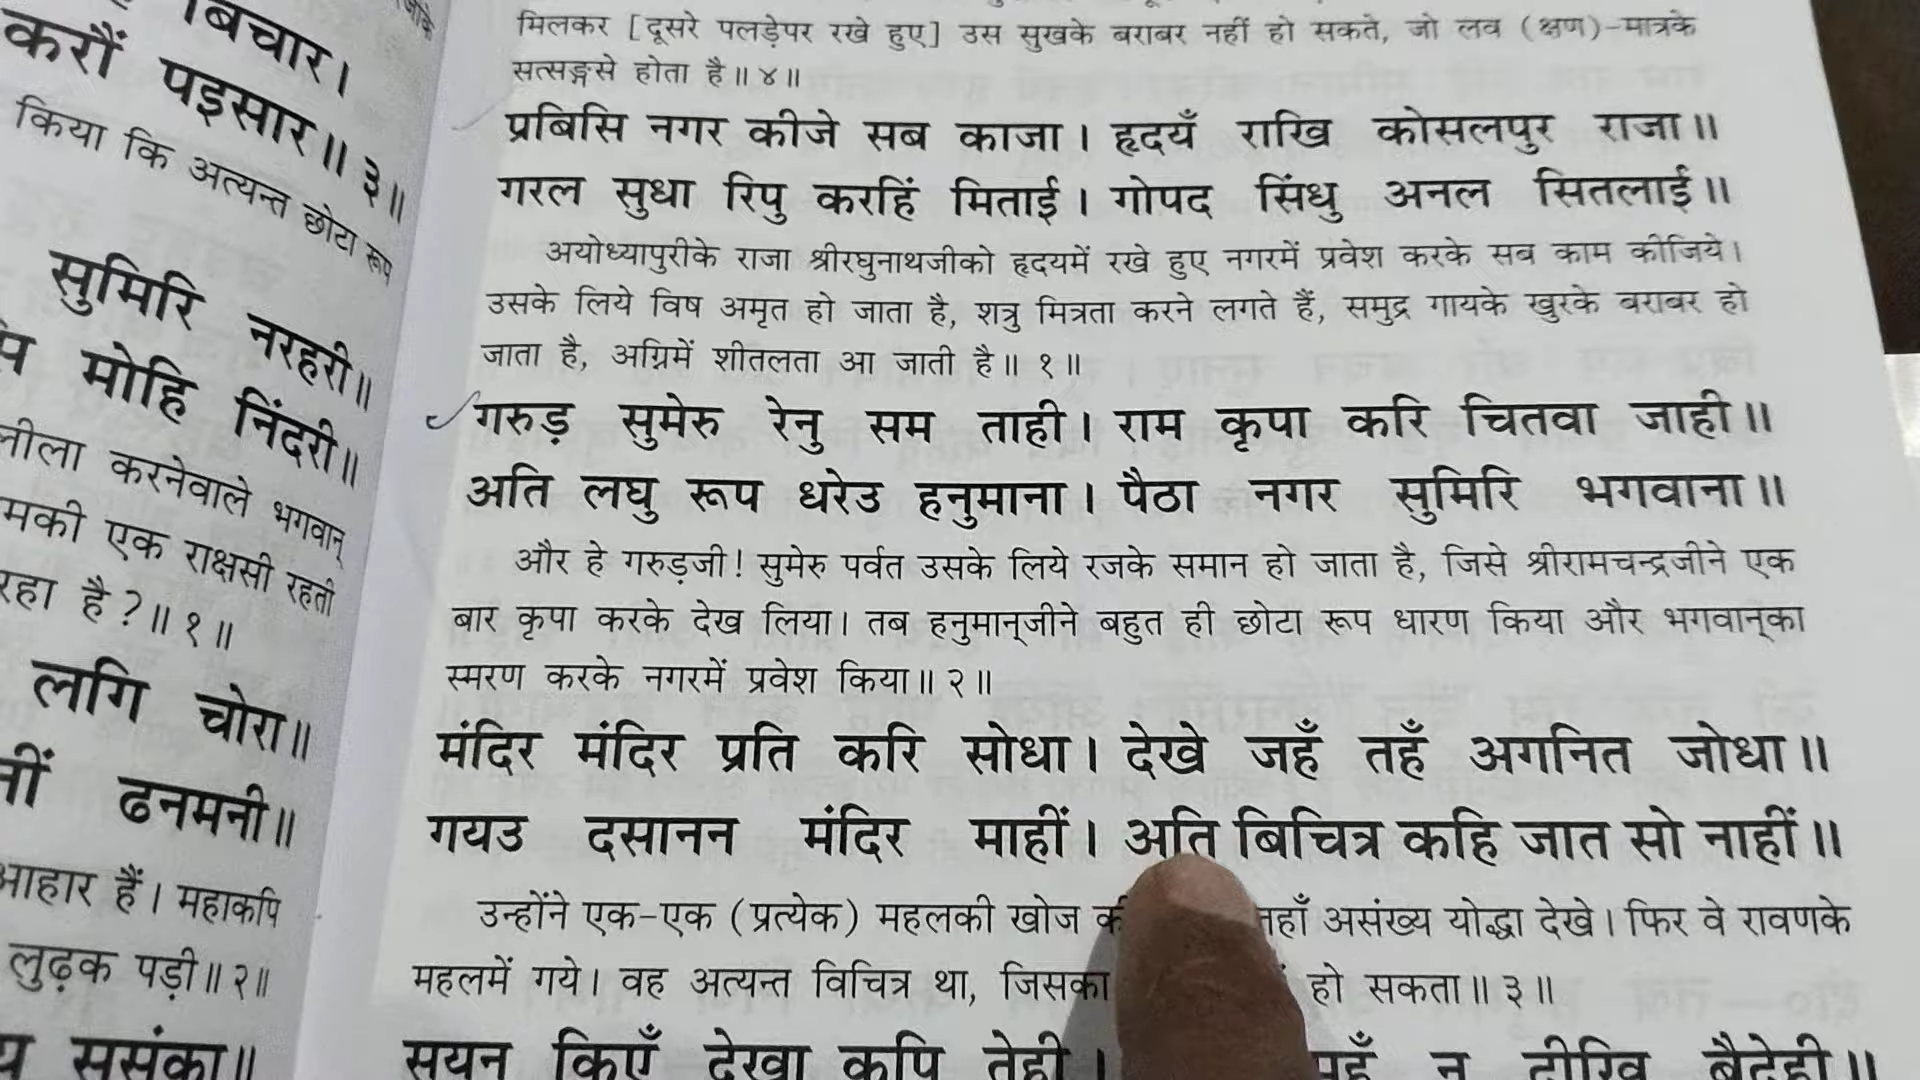 बिचार।
करौं पइसार॥ ३॥
किया कि अत्यन्त छोटा रूप
सुमिरि नरहरी॥
मोहि निंदरी॥
लीला करनेवाले भगवान्
एक राक्षसी रहती
रहा है ?॥ १॥
लगि चोरा॥
ढनमनी॥
आहार हैं। महाकपि
लुढ़क पड़ी॥ २॥
ससंका॥
मिलकर [दूसरे पलड़ेपर रखे हुए] उस सुखके बराबर नहीं हो सकते, जो लव (क्षण)-मात्रके
सत्सङ्गसे होता है॥ ४॥
प्रबिसि नगर कीजे सब काजा। हृदयँ राखि कोसलपुर राजा॥
गरल सुधा रिपु करहिं मिताई। गोपद सिंधु अनल सितलाई॥
अयोध्यापुरीके राजा श्रीरघुनाथजीको हृदयमें रखे हुए नगरमें प्रवेश करके सब काम कीजिये।
उसके लिये विष अमृत हो जाता है, शत्रु मित्रता करने लगते हैं, समुद्र गायके खुरके बराबर हो
जाता है, अग्निमें शीतलता आ जाती है॥ १॥
गरुड़ सुमेरु रेनु सम ताही। राम कृपा करि चितवा जाही॥
अति लघु रूप धरेउ हनुमाना। पैठा नगर सुमिरि भगवाना॥
और हे गरुड़जी! सुमेरु पर्वत उसके लिये रजके समान हो जाता है, जिसे श्रीरामचन्द्रजीने एक
बार कृपा करके देख लिया। तब हनुमान्‌जीने बहुत ही छोटा रूप धारण किया और भगवान्‌का
स्मरण करके नगरमें प्रवेश किया॥ २॥
मंदिर मंदिर प्रति करि सोधा। देखे जहँ तहँ अगनित जोधा॥
गयउ दसानन मंदिर माहीं। अति बिचित्र कहि जात सो नाहीं॥
उन्होंने एक-एक (प्रत्येक) महलकी खोज असंख्य योद्धा देखे। फिर वे रावणके
महलमें गये। वह अत्यन्त विचित्र था, जिसका हो सकता॥ ३॥
सयन किएँ देखा कपि तेही। महुँ न दीखि बैदेही॥